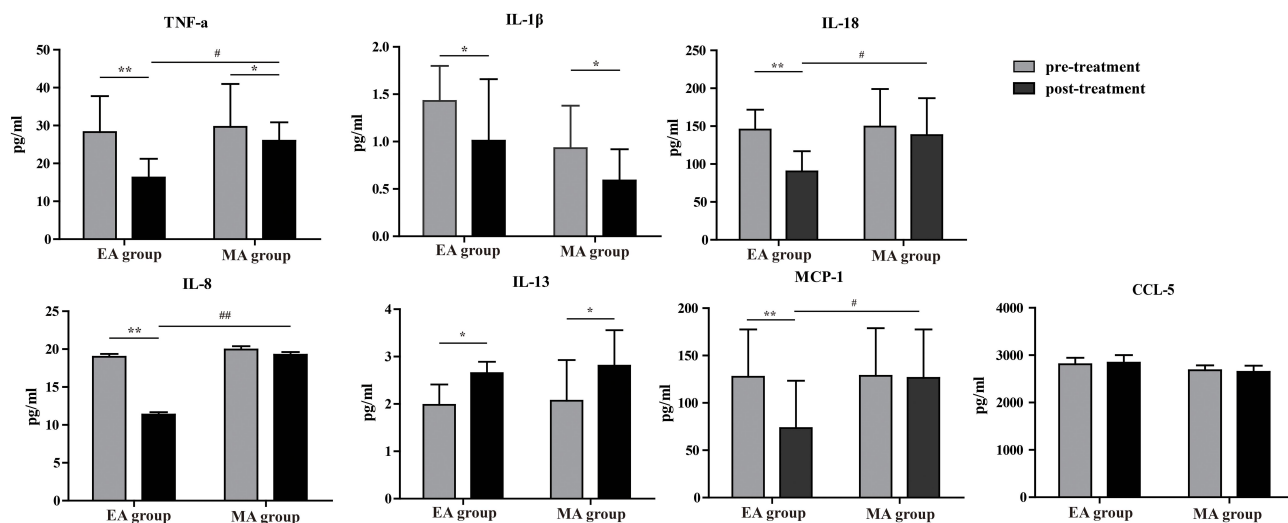 TNF-a
pg/ml
50
40
30
20
10
0
**
#
*
EA group
MA group
IL-1β
pg/ml
2.0
1.5
1.0
0.5
0.0
*
*
EA group
MA group
IL-18
pg/ml
250
200
150
100
50
0
**
#
EA group
MA group
pre-treatment
post-treatment
IL-8
pg/ml
25
20
15
10
5
0
**
##
EA group
MA group
IL-13
pg/ml
4
3
2
1
0
*
*
EA group
MA group
MCP-1
pg/ml
200
150
100
50
0
**
#
EA group
MA group
CCL-5
pg/ml
4000
3000
2000
1000
0
EA group
MA group